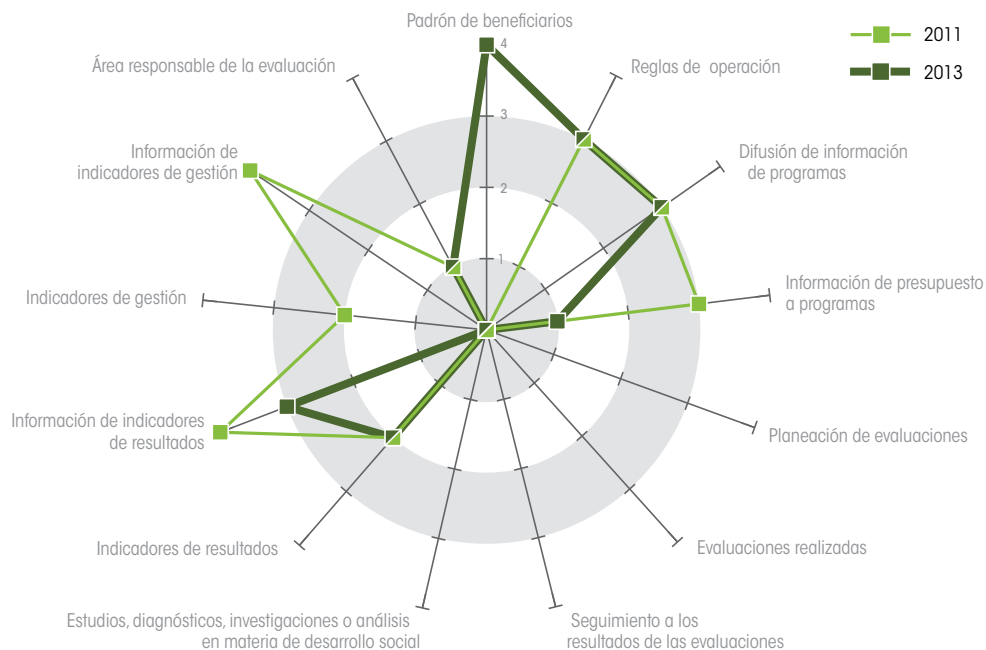 Padrón de beneficiarios
4
3
2
1
2011
2013
Reglas de operación
Difusión de información
de programas
Información de presupuesto
a programas
Planeación de evaluaciones
Evaluaciones realizadas
Seguimiento a los
resultados de las evaluaciones
Estudios, diagnósticos, investigaciones o análisis
en materia de desarrollo social
Indicadores de resultados
Información de indicadores
de resultados
Indicadores de gestión
Información de
indicadores de gestión
Área responsable de la evaluación